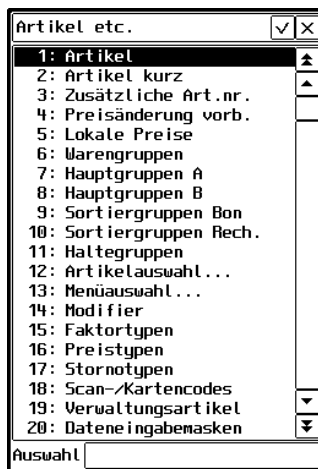 Artikel etc.
1: Artikel
2: Artikel kurz
3: Zusätzliche Art.nr.
4: Preisänderung vorb.
5: Lokale Preise
6: Warengruppen
7: Hauptgruppen A
8: Hauptgruppen B
9: Sortiergruppen Bon
10: Sortiergruppen Rech.
11: Haltegruppen
12: Artikelauswahl...
13: Menüauswahl...
14: Modifier
15: Faktortypen
16: Preistypen
17: Stornotypen
18: Scan-/Kartencodes
19: Verwaltungsartikel
20: Dateneingabemasken
Auswahl